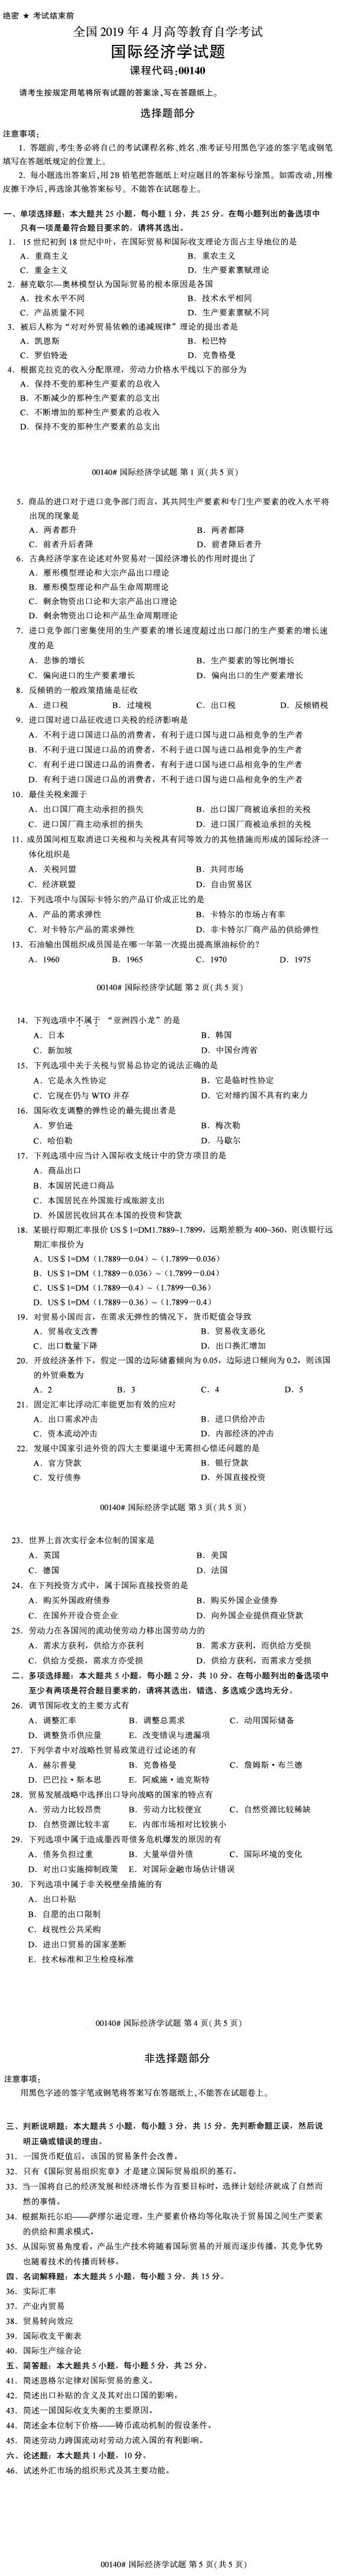 绝密 ★ 考试结束前
全国 2019 年 4 月高等教育自学考试
国际经济学试题
课程代码:00140
请考生按规定用笔将所有试题的答案涂、写在答题纸上。
选择题部分
注意事项:
1. 答题前,考生务必将自己的考试课程名称、姓名、准考证号用黑色字迹的签字笔或钢笔
填写在答题纸规定的位置上。
2. 每小题选出答案后,用 2B 铅笔把答题纸上对应题目的答案标号涂黑。如需改动,用橡
皮擦干净后,再选涂其他答案标号。不能答在试题卷上。
一、单项选择题：本大题共 25 小题，每小题 1 分，共 25 分。在每小题列出的备选项中
只有一项是最符合题目要求的，请将其选出。
1. 15 世纪初到 18 世纪中叶，在国际贸易和国际收支理论方面占主导地位的是
A. 重商主义 B. 重农主义
C. 重金主义 D. 生产要素禀赋理论
2. 赫克歇尔—奥林模型认为国际贸易的根本原因是各国
A. 技术水平不同 B. 技术水平相同
C. 产品质量不同 D. 生产要素禀赋不同
3. 被后人称为“对对外贸易依赖的递减规律”理论的提出者是
A. 凯恩斯 B. 松巴特
C. 罗伯特逊 D. 克鲁格曼
4. 根据克拉克的收入分配原理，劳动力价格水平线以下的部分为
A. 保持不变的那种生产要素的总收入
B. 不断减少的那种生产要素的总支出
C. 不断增加的那种生产要素的总收入
D. 保持不变的那种生产要素的总支出
00140# 国际经济学试题 第 1 页(共 5 页)
5. 商品的进口对于进口竞争部门而言，其共同生产要素和专门生产要素的收入水平将
出现的现象是
A. 两者都升 B. 两者都降
C. 前者升后者降 D. 前者降后者升
6. 古典经济学家在论述对外贸易对一国经济增长的作用时提出了
A. 雁形模型理论和大宗产品出口理论
B. 雁形模型理论和产品生命周期理论
C. 剩余物资出口论和大宗产品出口理论
D. 剩余物资出口论和产品生命周期理论
7. 进口竞争部门密集使用的生产要素的增长速度超过出口部门的生产要素的增长速
度的是
A. 悲惨的增长 B. 生产要素的等比例增长
C. 偏向进口的生产要素增长 D. 偏向出口的生产要素增长
8. 反倾销的一般政策措施是征收
A. 进口税 B. 过境税 C. 出口税 D. 反倾销税
9. 进口国对进口品征收进口关税的经济影响是
A. 不利于进口国进口品的消费者，有利于进口国与进口品相竞争的生产者
B. 不利于进口国进口品的消费者，不利于进口国与进口品相竞争的生产者
C. 有利于进口国进口品的消费者，有利于进口国与进口品相竞争的生产者
D. 有利于进口国进口品的消费者，不利于进口国与进口品相竞争的生产者
10. 最佳关税来源于
A. 出口国厂商主动承担的损失 B. 出口国厂商被迫承担的关税
C. 进口国厂商主动承担的损失 D. 进口国厂商被迫承担的关税
11. 成员国间相互取消进口关税和与关税具有同等效力的其他措施而形成的国际经济一
体化组织是
A. 关税同盟 B. 共同市场
C. 经济联盟 D. 自由贸易区
12. 下列选项中与国际卡特尔的产品订价成正比的是
A. 产品的需求弹性 B. 卡特尔的市场占有率
C. 对卡特尔产品的需求弹性 D. 非卡特尔厂商产品的供给弹性
13. 石油输出国组织成员国是在哪一年第一次提出提高原油标价的？
A. 1960 B. 1965 C. 1970 D. 1975
00140# 国际经济学试题 第 2 页(共 5 页)
14. 下列选项中不属于 “亚洲四小龙”的是
A. 日本 B. 韩国
C. 新加坡 D. 中国台湾省
15. 下列选项中关于关税与贸易总协定的说法正确的是
A. 它是永久性协定 B. 它是临时性协定
C. 它现在仍与 WTO 并存 D. 它对缔约国不具有约束力
16. 国际收支调整的弹性论的最先提出者是
A. 罗伯逊 B. 梅次勒
C. 哈伯勒 D. 马歇尔
17. 下列选项中应当计入国际收支统计中的贷方项目的是
A. 商品出口
B. 本国居民进口商品
C. 本国居民在外国旅行或旅游支出
D. 外国居民收回其在本国的投资和贷款
18. 某银行即期汇率报价 US＄1=DM1.7889~1.7899，远期差额为 400~360，则该银行远
期汇率报价为
A. US＄1=DM（1.7889—0.04）~（1.7899—0.036）
B. US＄1=DM（1.7889－0.036）~（1.7899－0.04）
C. US＄1=DM（1.7889—0.4）~（1.7899—0.36）
D. US＄1=DM（1.7889－0.36）~（1.7899－0.4）
19. 对贸易小国而言，在需求无弹性的情况下，货币贬值会导致
A. 贸易收支改善 B. 贸易收支恶化
C. 出口数量下降 D. 出口换汇增加
20. 开放经济条件下，假定一国的边际储蓄倾向为 0.05，边际进口倾向为 0.2，则该国
的外贸乘数为
A. 2 B. 3 C. 4 D. 5
21. 固定汇率比浮动汇率能更加有效的应对
A. 出口需求冲击 B. 进口供给冲击
C. 资本流动冲击 D. 内部经济的冲击
22. 发展中国家引进外资的四大主要渠道中无需担心偿还问题的是
A. 官方贷款 B. 银行贷款
C. 发行债券 D. 外国直接投资
00140# 国际经济学试题 第 3 页(共 5 页)
23. 世界上首次实行金本位制的国家是
A. 英国 B. 美国
C. 德国 D. 法国
24. 在下列投资方式中，属于国际直接投资的是
A. 购买外国政府债券 B. 购买外国企业债券
C. 在国外开设合资企业 D. 向外国企业提供商业贷款
25. 劳动力在各国间的流动使劳动力移出国劳动力的
A. 需求方获利，供给方亦获利 B. 需求方获利，而供给方受损
C. 供给方受损，需求方亦受损 D. 供给方获利，而需求方受损
二、多项选择题：本大题共 5 小题，每小题 2 分，共 10 分。在每小题列出的备选项中
至少有两项是符合题目要求的，请将其选出，错选、多选或少选均无分。
26. 调节国际收支的主要方式有
A. 调整汇率 B. 调整总需求 C. 动用国际储备
D. 调整货币供应量 E. 改变错误与遗漏项
27. 下列学者中对战略性贸易政策进行过论述的有
A. 赫尔普曼 B. 克鲁格曼 C. 詹姆斯·布兰德
D. 巴巴拉·斯本思 E. 阿威施·迪克斯特
28. 贸易发展战略中选择出口导向战略的国家的特点有
A. 劳动力比较昂贵 B. 劳动力比较便宜 C. 自然资源比较稀缺
D. 自然资源比较丰富 E. 内部市场相对比较狭小
29. 下列选项中属于造成墨西哥债务危机爆发的原因的有
A. 债务负担过重 B. 大量举借外债 C. 国际环境的变化
D. 对出口实施抑制政策 E. 对国际金融市场估计错误
30. 下列选项中属于非关税壁垒措施的有
A. 出口补贴
B. 自愿的出口限制
C. 歧视性公共采购
D. 进出口贸易的国家垄断
E. 技术标准和卫生检疫标准
00140# 国际经济学试题 第 4 页(共 5 页)
非选择题部分
注意事项:
用黑色字迹的签字笔或钢笔将答案写在答题纸上,不能答在试题卷上。
三、判断说明题：本大题共 5 小题，每小题 3 分，共 15 分。先判断命题正误，然后说
明正确或错误的理由。
31. 一国货币贬值后，该国的贸易条件会改善。
32. 只有《国际贸易组织宪章》才是建立国际贸易组织的基石。
33. 当一国将自己的经济发展和经济增长作为首要目标时，选择计划经济就成了自然而
然的事情。
34. 根据斯托尔珀——萨缪尔逊定理，生产要素价格均等化取决于贸易国之间生产要素
的供给和需求模式。
35. 从国际贸易角度看，产品生产技术将随着国际贸易的开展而逐步传播，其竞争优势
也随着技术的传播而转移。
四、名词解释题：本大题共 5 小题，每小题 3 分，共 15 分。
36. 实际汇率
37. 产业内贸易
38. 贸易转向效应
39. 国际收支平衡表
40. 国际生产综合论
五、简答题：本大题共 5 小题，每小题 5 分，共 25 分。
41. 简述恩格尔定律对国际贸易的意义。
42. 简述出口补贴的含义及其对出口国的影响。
43. 简述一国国际收支失衡的主要原因。
44. 简述金本位制下价格——铸币流动机制的假设条件。
45. 简述劳动力跨国流动对劳动力流入国的有利影响。
六、论述题：本大题共 1 小题，10 分。
46. 试述外汇市场的组织形式及其主要功能。
00140# 国际经济学试题 第 5 页(共 5 页)